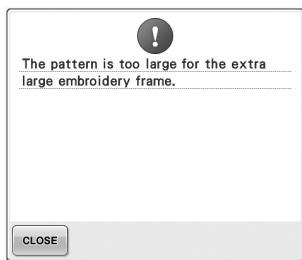 The pattern is too large for the extra
large embroidery frame.
CLOSE